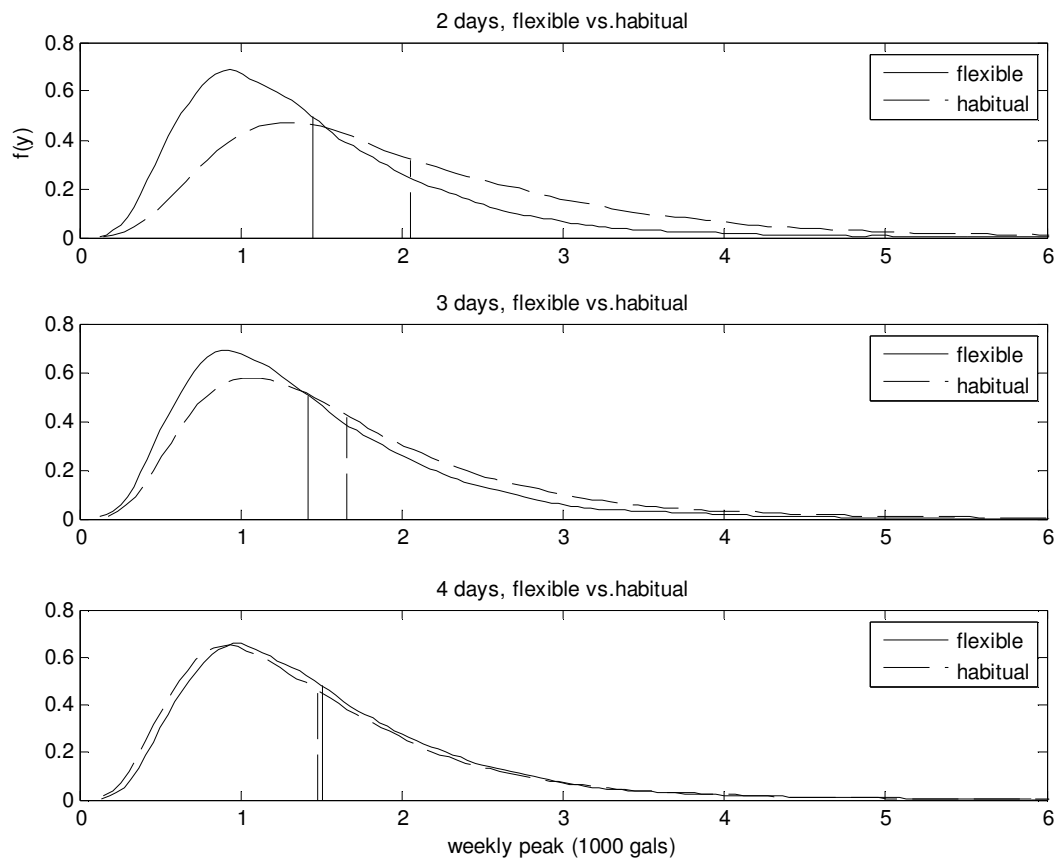 2 days, flexible vs.habitual
f(y)
0.8
0.6
0.4
0.2
0
0 1 2 3 4 5 6
flexible
habitual
3 days, flexible vs.habitual
0.8
0.6
0.4
0.2
0
0 1 2 3 4 5 6
flexible
habitual
4 days, flexible vs.habitual
0.8
0.6
0.4
0.2
0
0 1 2 3 4 5 6
flexible
habitual
weekly peak (1000 gals)